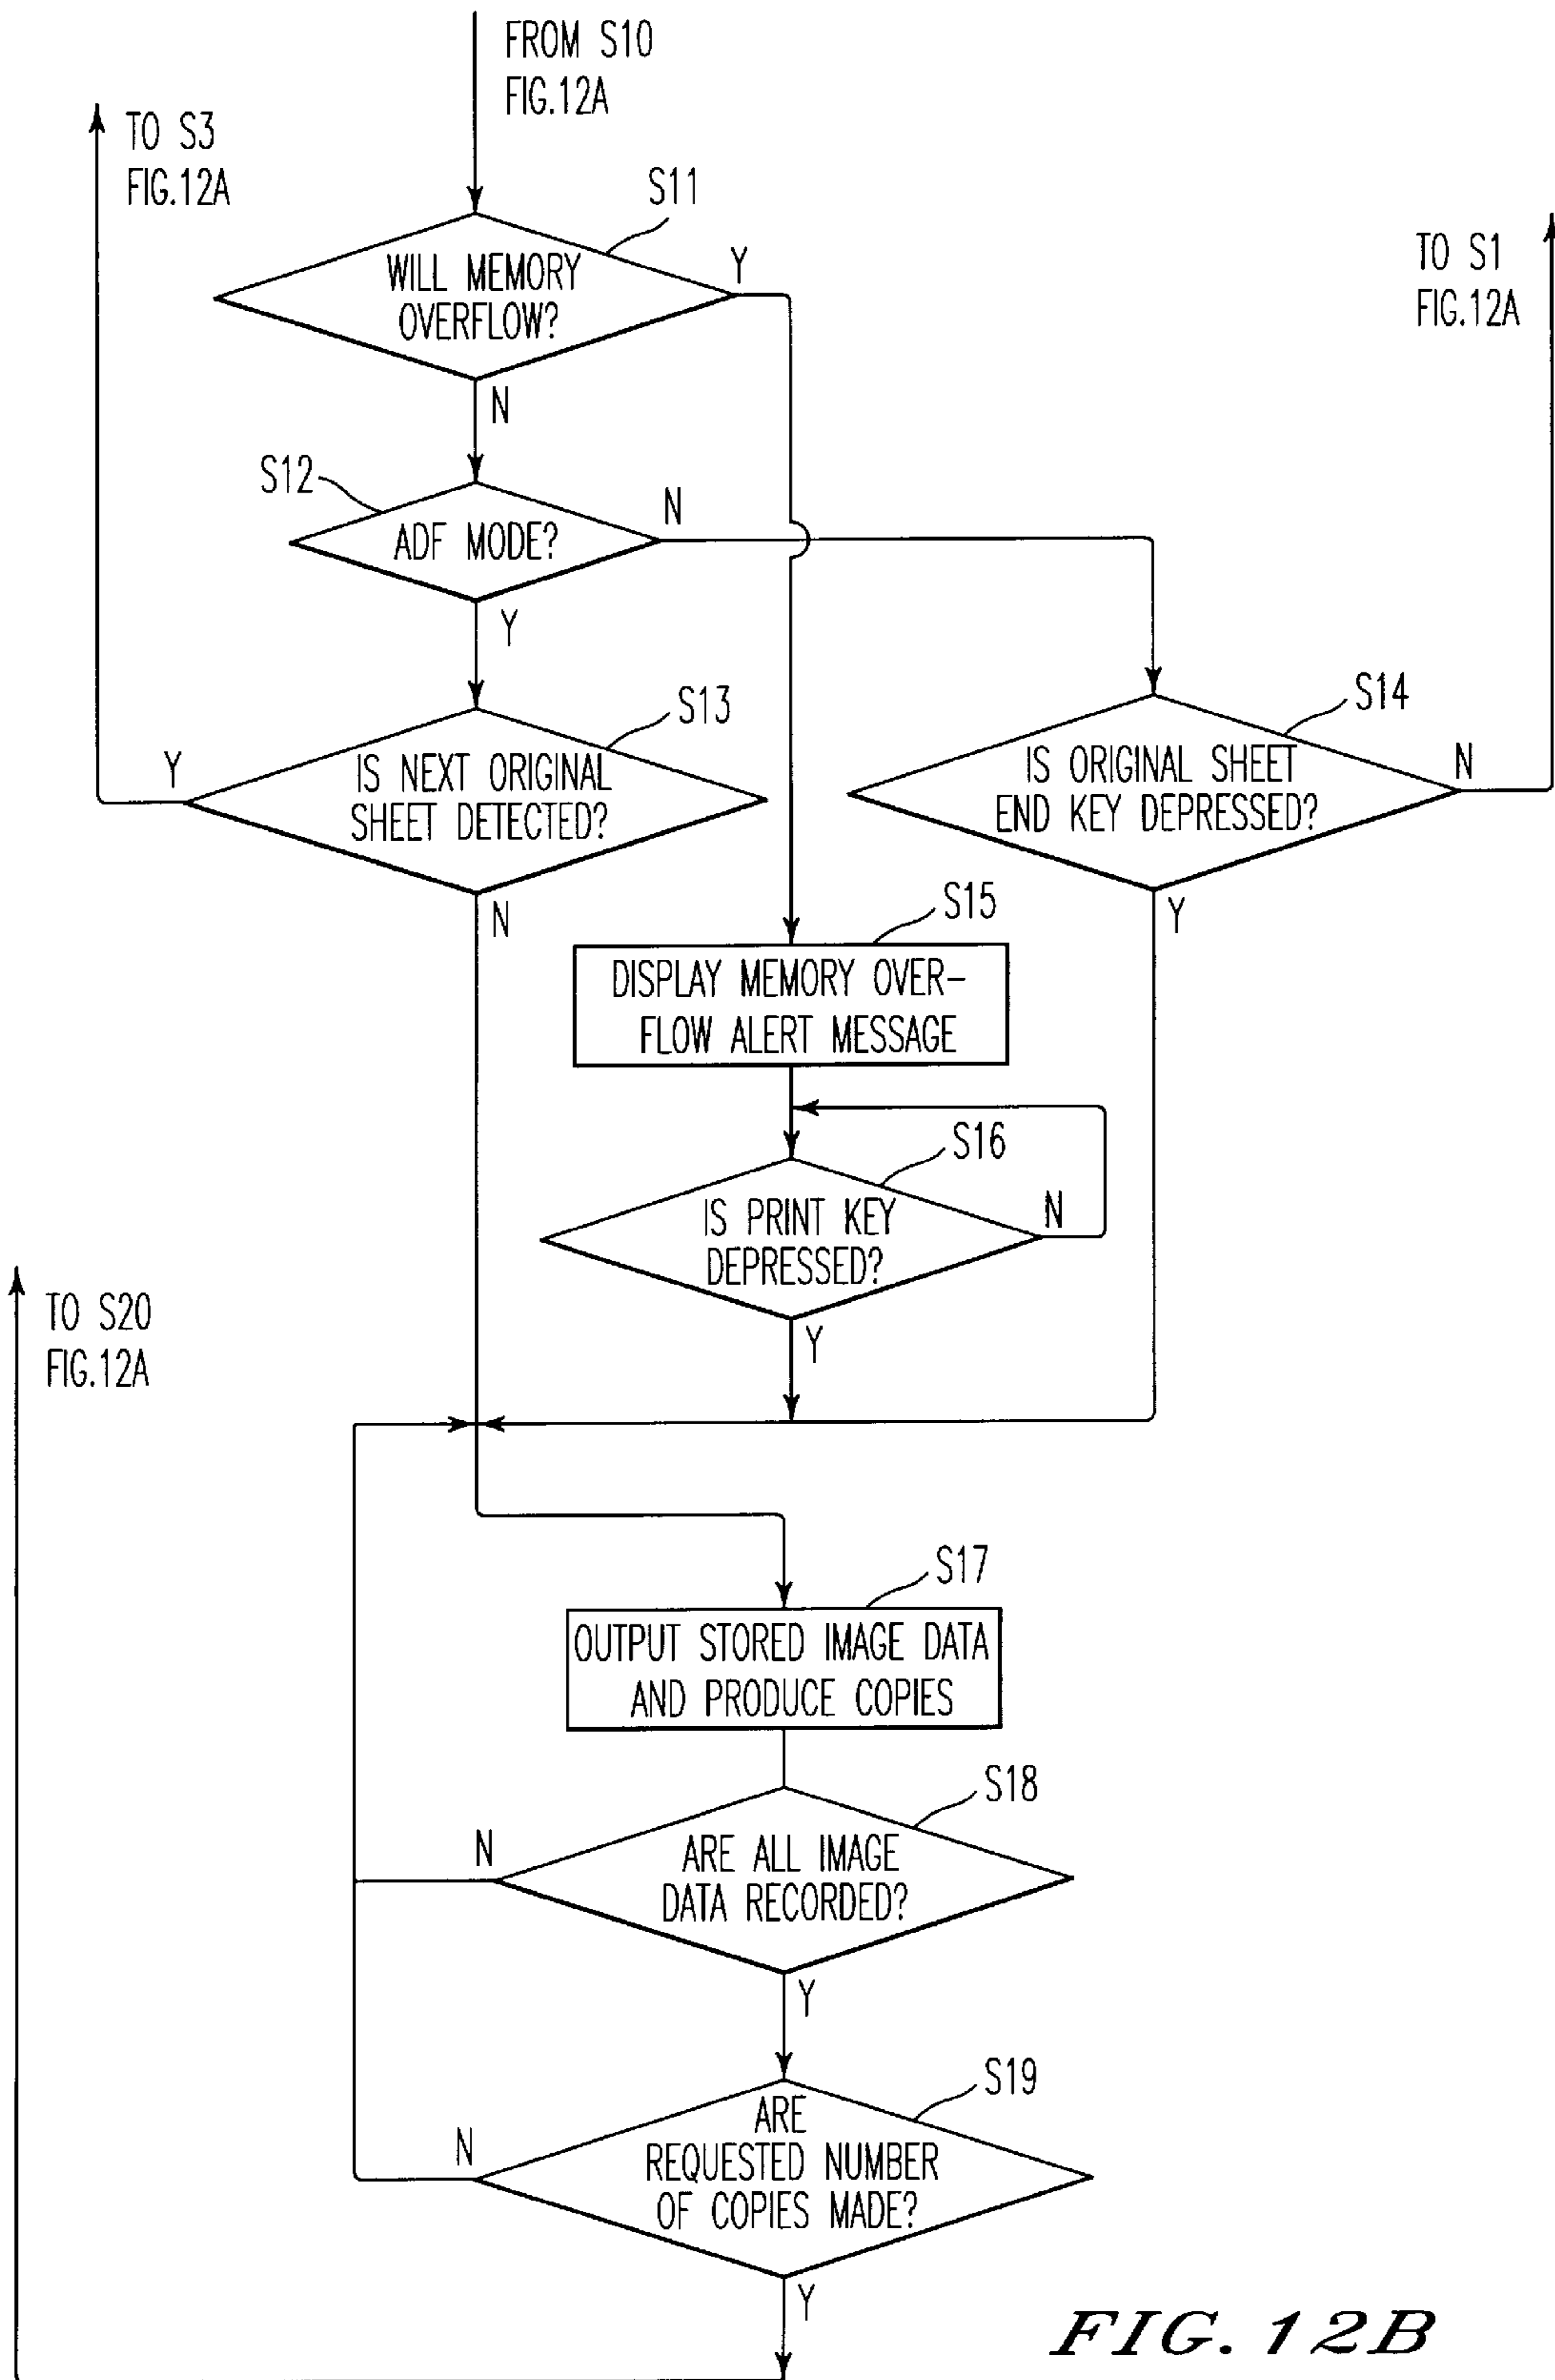 FROM S10
FIG.12A
TO S3
FIG.12A
S11
WILL MEMORY
OVERFLOW?
Y
N
TO S1
FIG.12A
S12
ADF MODE?
N
Y
S13
IS NEXT ORIGINAL
SHEET DETECTED?
Y
N
S14
IS ORIGINAL SHEET
END KEY DEPRESSED?
N
Y
S15
DISPLAY MEMORY OVER-
FLOW ALERT MESSAGE
S16
IS PRINT KEY
DEPRESSED?
N
Y
TO S20
FIG.12A
S17
OUTPUT STORED IMAGE DATA
AND PRODUCE COPIES
S18
ARE ALL IMAGE
DATA RECORDED?
N
Y
S19
ARE
REQUESTED NUMBER
OF COPIES MADE?
N
Y
FIG. 12B